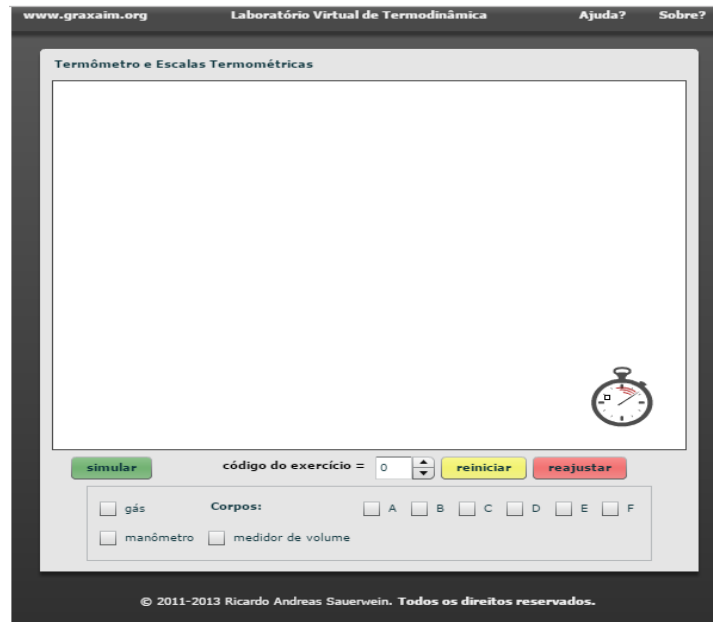 www.graxaim.org Laboratório Virtual de Termodinâmica Ajuda? Sobre?
Termômetro e Escalas Termométricas
simular código do exercício = 0 reiniciar reajustar
gás Corpos: A B C D E F
manômetro medidor de volume
© 2011-2013 Ricardo Andreas Sauerwein. Todos os direitos reservados.